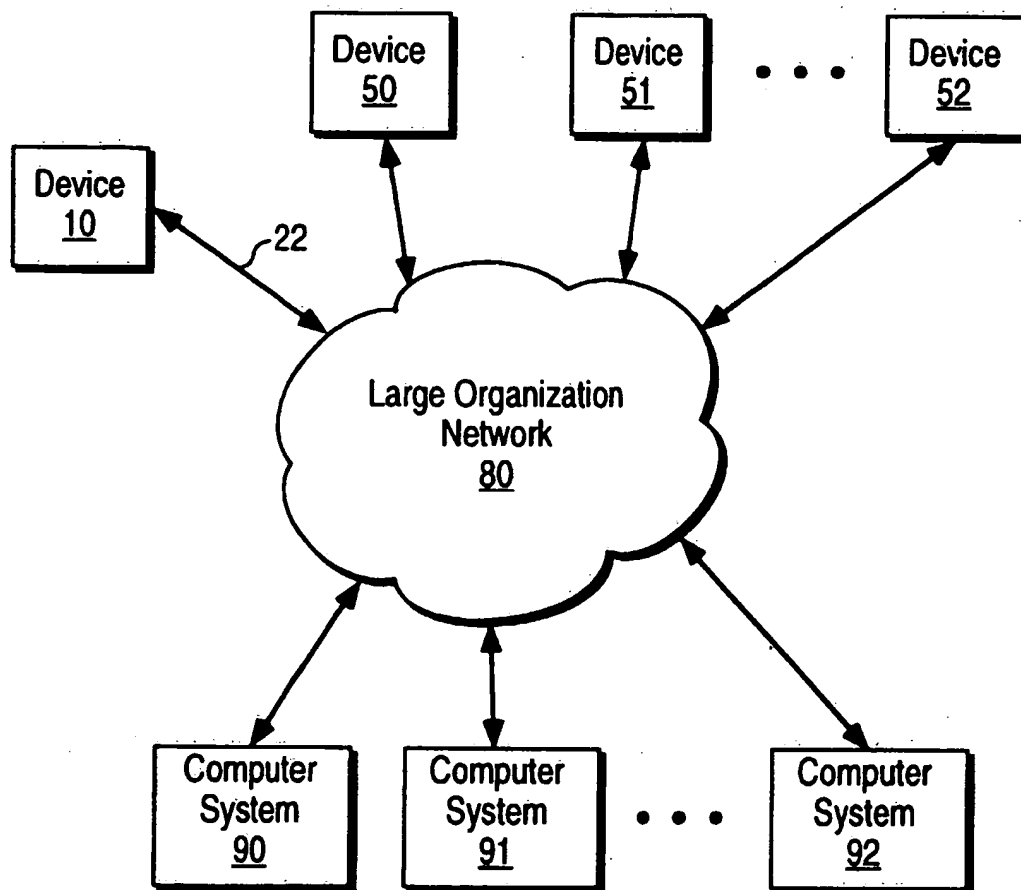 Device
50
Device
51
Device
52
Device
10
22
Large Organization
Network
80
Computer
System
90
Computer
System
91
Computer
System
92